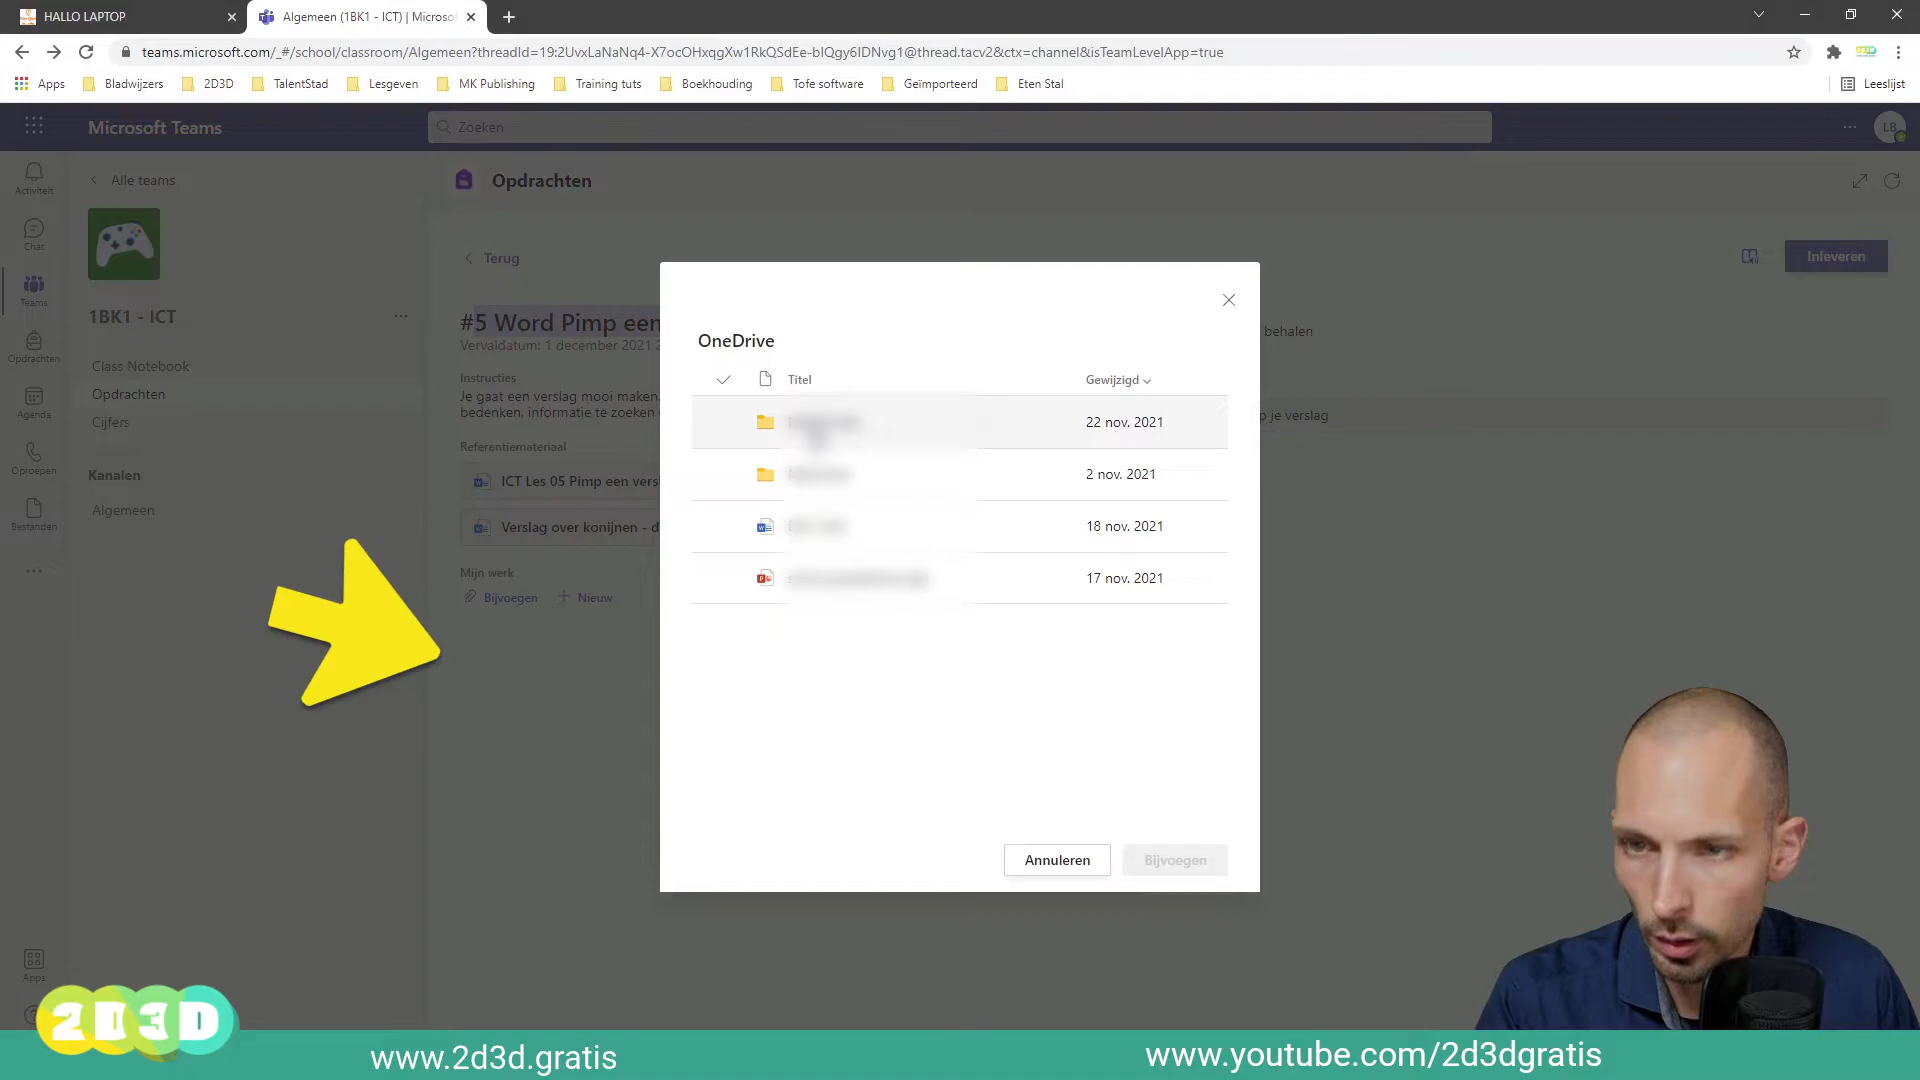 HALLO LAPTOP
Algemeen (1BK1 - ICT) | Microsof
teams.microsoft.com/_#/school/classroom/Algemeen?threadId=19:2UvxLaNaNq4-X7ocOHxqgXw1RkQSdEe-bIQgy6IDNvg1@thread.tacv2&ctx=channel&isTeamLevelApp=true
Apps Bladwijzers 2D3D TalentStad Lesgeven MK Publishing Training tuts Boekhouding Tofe software Geïmporteerd Eten Stal Leeslijst
Microsoft Teams
Zoeken
LB
Activiteit
Chat
Teams
Opdrachten
Agenda
Oproepen
Bestanden
Apps
Alle teams
1BK1 - ICT
Class Notebook
Opdrachten
Cijfers
Kanalen
Algemeen
Opdrachten
Terug
Inleveren
#5 Word Pimp een
Vervaldatum: 1 december 2021
behalen
Instructies
Je gaat een verslag mooi maken.
bedenken, informatie te zoeken
p je verslag
Referentiemateriaal
ICT Les 05 Pimp een vers
Verslag over konijnen - d
Mijn werk
Bijvoegen Nieuw
OneDrive
Titel Gewijzigd
22 nov. 2021
2 nov. 2021
18 nov. 2021
17 nov. 2021
Annuleren Bijvoegen
2D3D
www.2d3d.gratis
www.youtube.com/2d3dgratis